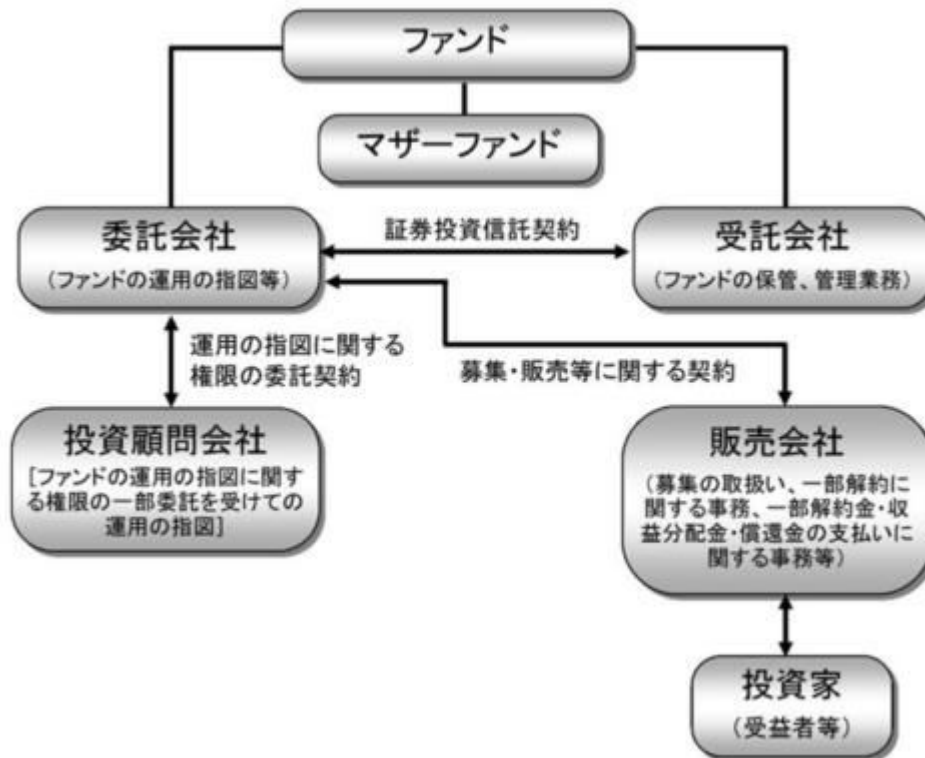 ファンド
マザーファンド
委託会社
(ファンドの運用の指図等)
証券投資信託契約
受託会社
(ファンドの保管、管理業務)
運用の指図に関する
権限の委託契約
募集・販売等に関する契約
投資顧問会社
[ファンドの運用の指図に関す
る権限の一部委託を受けての
運用の指図]
販売会社
(募集の取扱い、一部解約に
関する事務、一部解約金・収
益分配金・償還金の支払いに
関する事務等)
投資家
(受益者等)